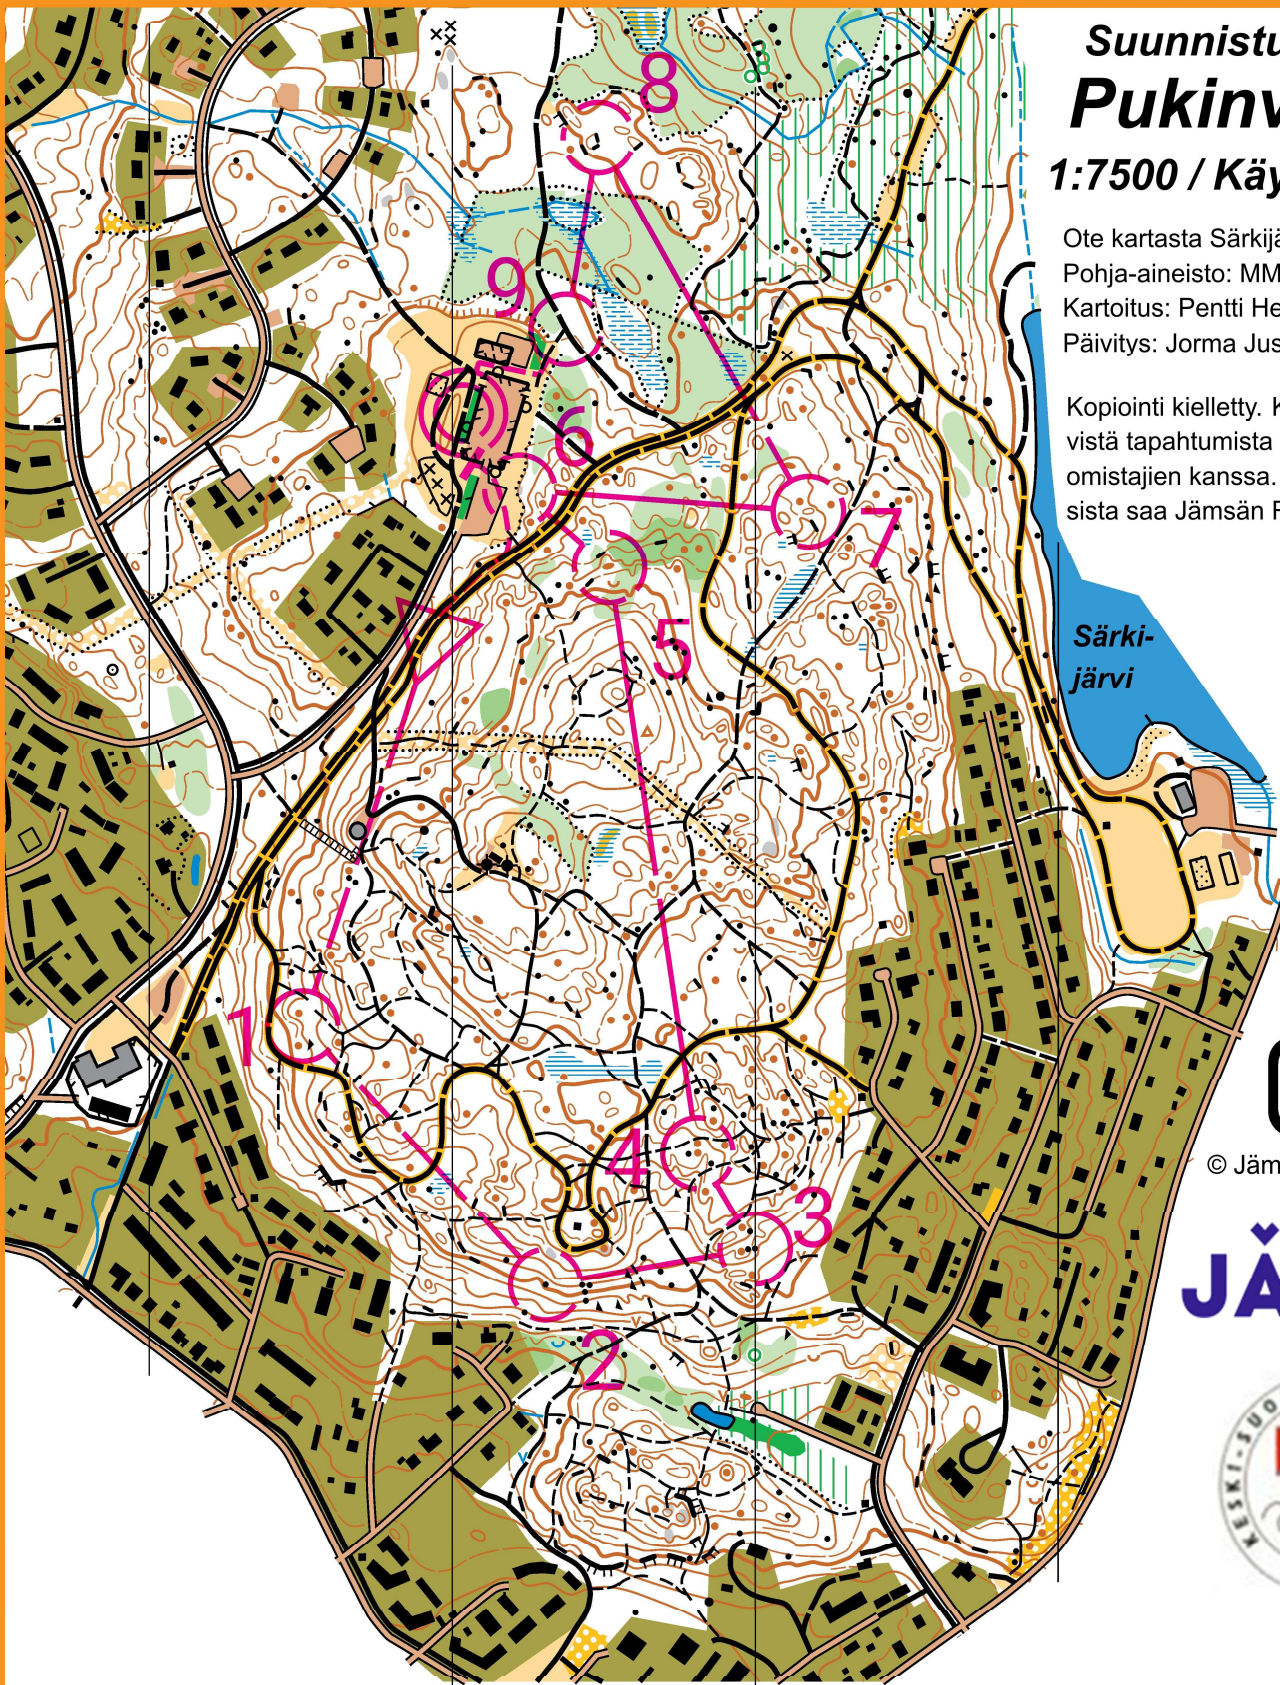 Suunnistu
Pukinv
1:7500 / Käy
Ote kartasta Särkijä
Pohja-aineisto: MM
Kartoitus: Pentti He
Päivitys: Jorma Jus
Kopiointi kielletty. K
vistä tapahtumista
omistajien kanssa.
sista saa Jämsän R
8
9
6
7
5
Särki-
järvi
1
4
3
2
© Jäm
JÄ
KESKI-SUO